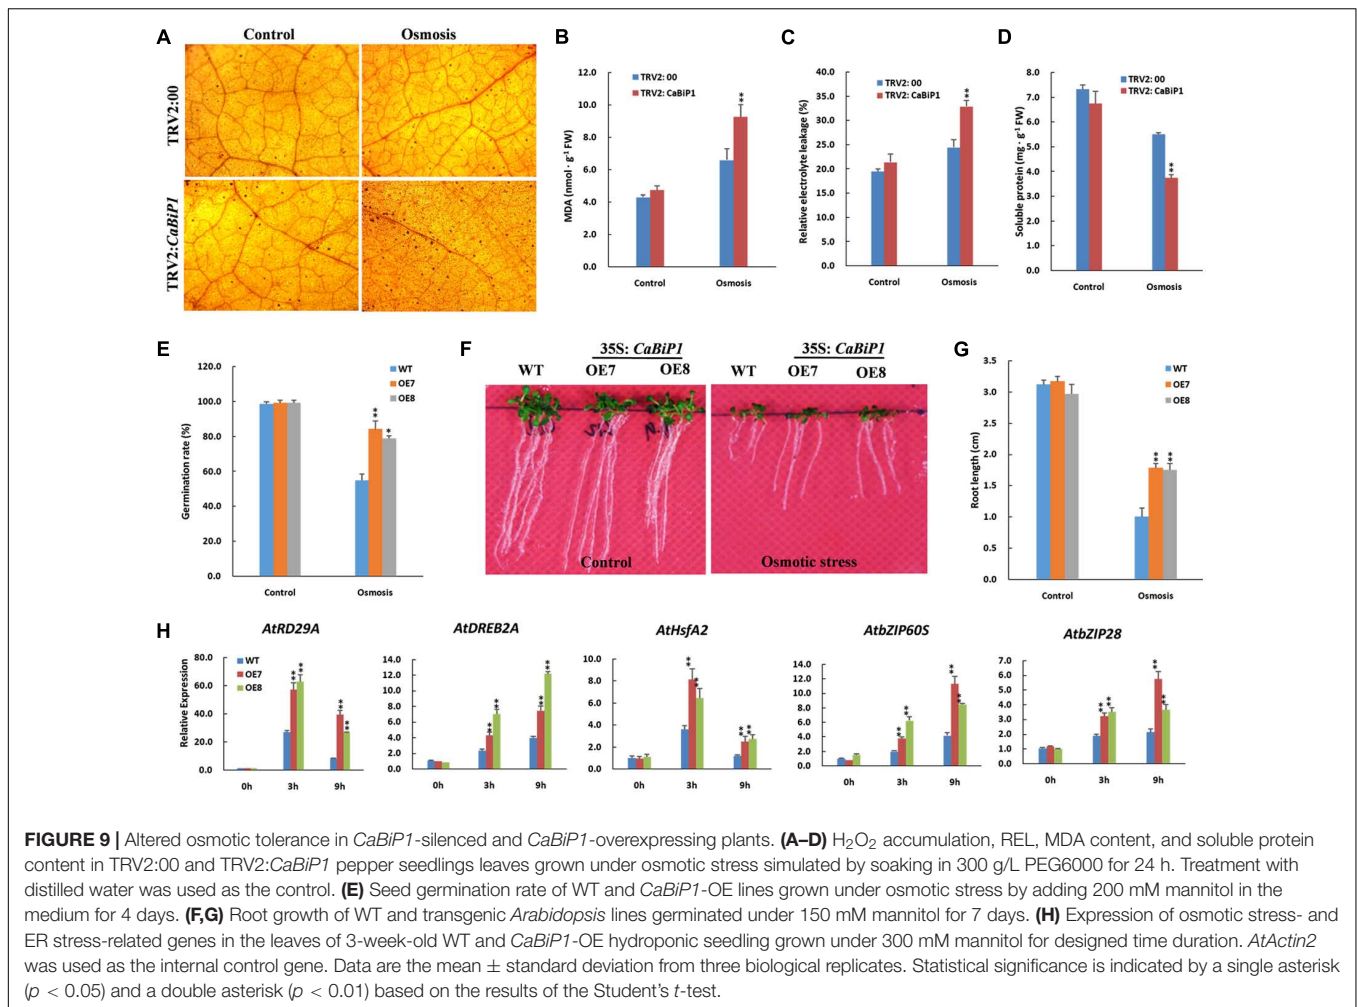 A
Control
Osmosis
TRV2:00
TRV2:CaBiP1
B
TRV2: 00
TRV2: CaBiP1
MDA (nmol · g⁻¹ FW)
12.0
10.0
8.0
6.0
4.0
2.0
0.0
**
Control
Osmosis
C
TRV2: 00
TRV2: CaBiP1
Relative electrolyte leakage (%)
40.0
35.0
30.0
25.0
20.0
15.0
10.0
5.0
0.0
**
Control
Osmosis
D
TRV2: 00
TRV2: CaBiP1
Soluble protein (mg · g⁻¹ FW)
8.0
7.0
6.0
5.0
4.0
3.0
2.0
1.0
0.0
**
Control
Osmosis
E
WT
OE7
OE8
Germination rate (%)
120.0
100.0
80.0
60.0
40.0
20.0
0.0
**
*
Control
Osmosis
F
35S: CaBiP1
WT OE7 OE8
35S: CaBiP1
WT OE7 OE8
Control
Osmotic stress
G
WT
OE7
OE8
Root length (cm)
3.5
3.0
2.5
2.0
1.5
1.0
0.5
0.0
** **
Control
Osmosis
H
AtRD29A
WT
OE7
OE8
Relative Expression
80.0
60.0
40.0
20.0
0.0
** ** ** **
0h 3h 9h
AtDREB2A
14.0
12.0
10.0
8.0
6.0
4.0
2.0
0.0
** ** ** **
0h 3h 9h
AtHsfA2
10.0
8.0
6.0
4.0
2.0
0.0
** ** ** **
0h 3h 9h
AtbZIP60S
14.0
12.0
10.0
8.0
6.0
4.0
2.0
0.0
** ** ** **
0h 3h 9h
AtbZIP28
7.0
6.0
5.0
4.0
3.0
2.0
1.0
0.0
** ** ** **
0h 3h 9h
FIGURE 9 | Altered osmotic tolerance in CaBiP1-silenced and CaBiP1-overexpressing plants. (A–D) H₂O₂ accumulation, REL, MDA content, and soluble protein
content in TRV2:00 and TRV2:CaBiP1 pepper seedlings leaves grown under osmotic stress simulated by soaking in 300 g/L PEG6000 for 24 h. Treatment with
distilled water was used as the control. (E) Seed germination rate of WT and CaBiP1-OE lines grown under osmotic stress by adding 200 mM mannitol in the
medium for 4 days. (F,G) Root growth of WT and transgenic Arabidopsis lines germinated under 150 mM mannitol for 7 days. (H) Expression of osmotic stress- and
ER stress-related genes in the leaves of 3-week-old WT and CaBiP1-OE hydroponic seedling grown under 300 mM mannitol for designed time duration. AtActin2
was used as the internal control gene. Data are the mean ± standard deviation from three biological replicates. Statistical significance is indicated by a single asterisk
(p < 0.05) and a double asterisk (p < 0.01) based on the results of the Student's t-test.